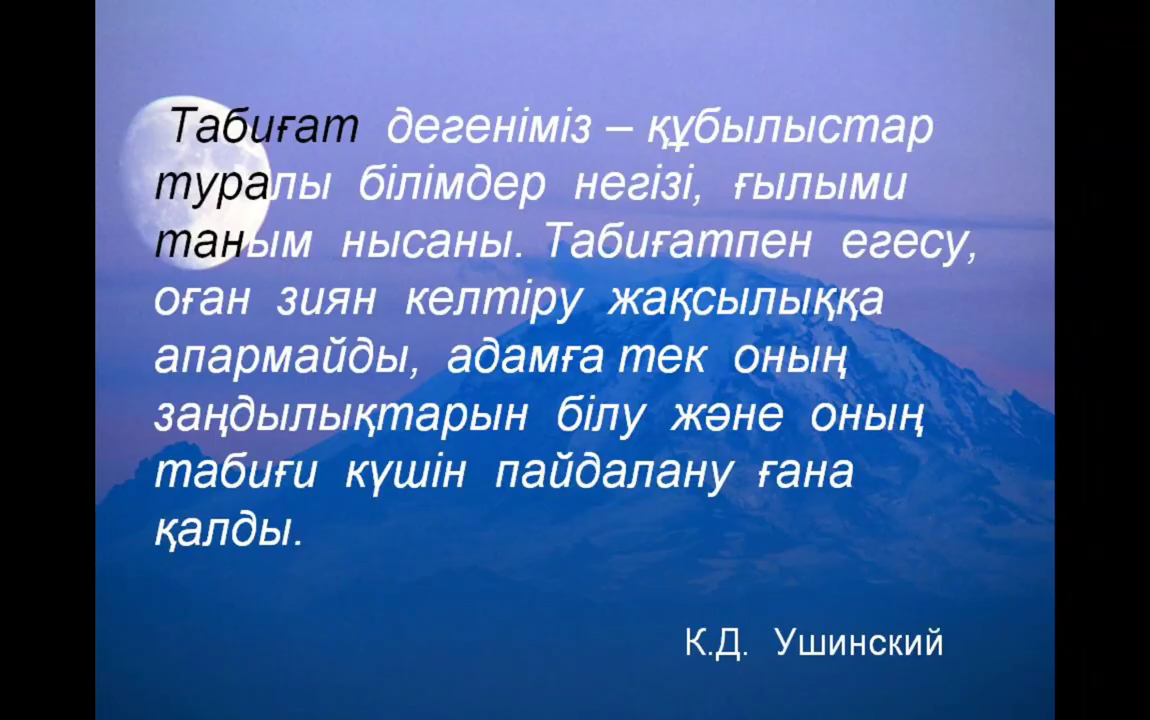 Табиғат дегеніміз – құбылыстар
туралы білімдер негізі, ғылыми
таным нысаны. Табиғатпен егесу,
оған зиян келтіру жақсылыққа
апармайды, адамға тек оның
заңдылықтарын білу және оның
табиғи күшін пайдалану ғана
қалды.
К.Д. Ушинский